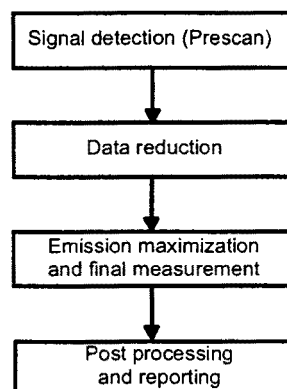 Signal detection (Prescan)
Data reduction
Emission maximization
and final measurement
Post processing
and reporting